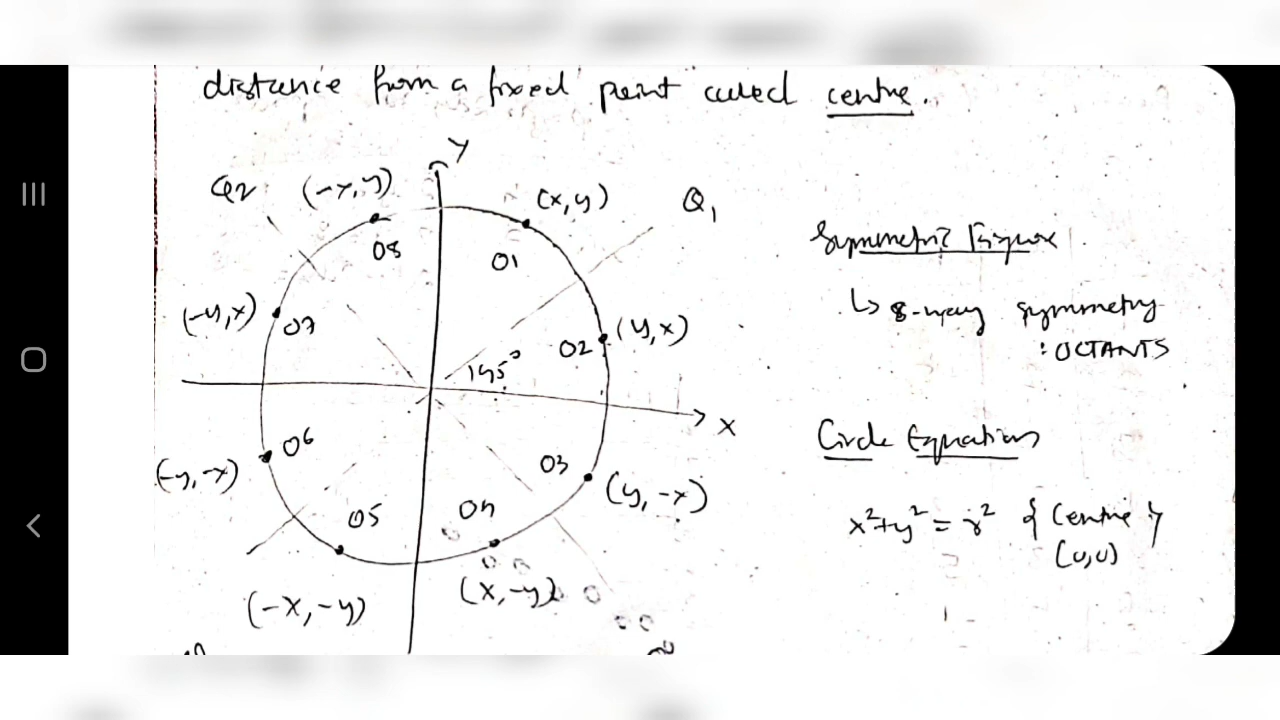 distance from a fixed point called centre.
Y
Q2 (-x,y) (x,y) Q1
08 01
(-y,x) 07 02 (y,x)
45°
X
06 03
(-y,-x) (y,-x)
05 04
(-x,-y) (x,-y)
Symmetric Figure
↳ 8-way symmetry
: OCTANTS
Circle Equations
x²+y² = r² { Centre }
(0,0)